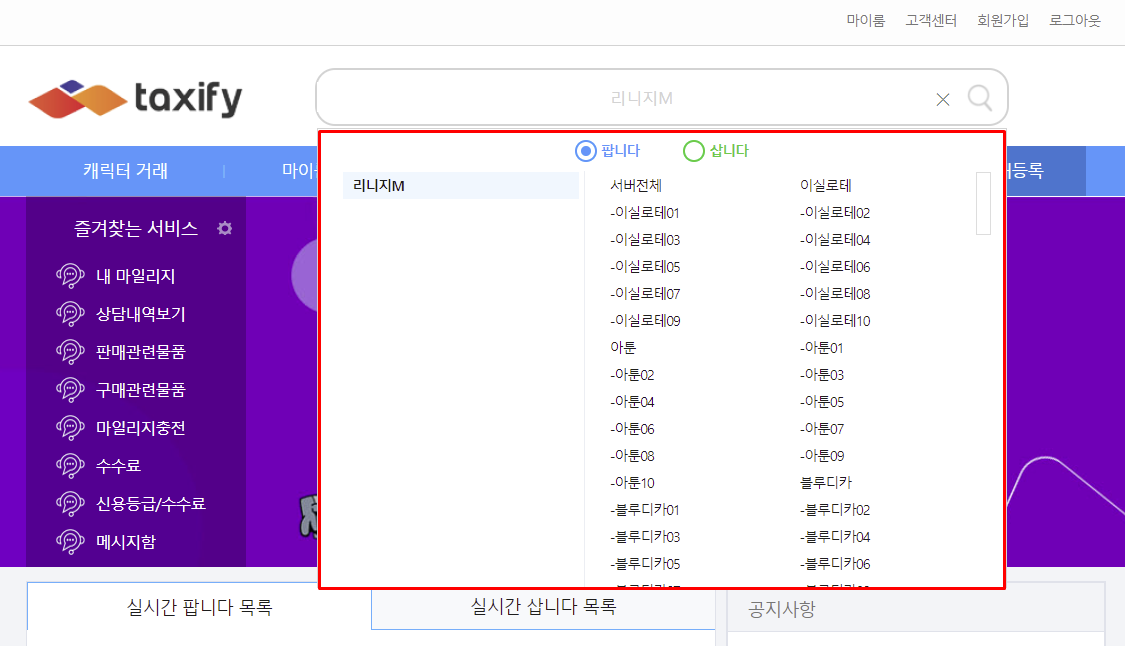 마이룸 고객센터 회원가입 로그아웃
taxify
리니지M
팝니다 삽니다
캐릭터 거래
등록
리니지M
서버전체 이실로테
-이실로테01 -이실로테02
-이실로테03 -이실로테04
-이실로테05 -이실로테06
-이실로테07 -이실로테08
-이실로테09 -이실로테10
아툰 -아툰01
-아툰02 -아툰03
-아툰04 -아툰05
-아툰06 -아툰07
-아툰08 -아툰09
-아툰10 블루디카
-블루디카01 -블루디카02
-블루디카03 -블루디카04
-블루디카05 -블루디카06
즐겨찾는 서비스
내 마일리지
상담내역보기
판매관련물품
구매관련물품
마일리지충전
수수료
신용등급/수수료
메시지함
실시간 팝니다 목록
실시간 삽니다 목록
공지사항